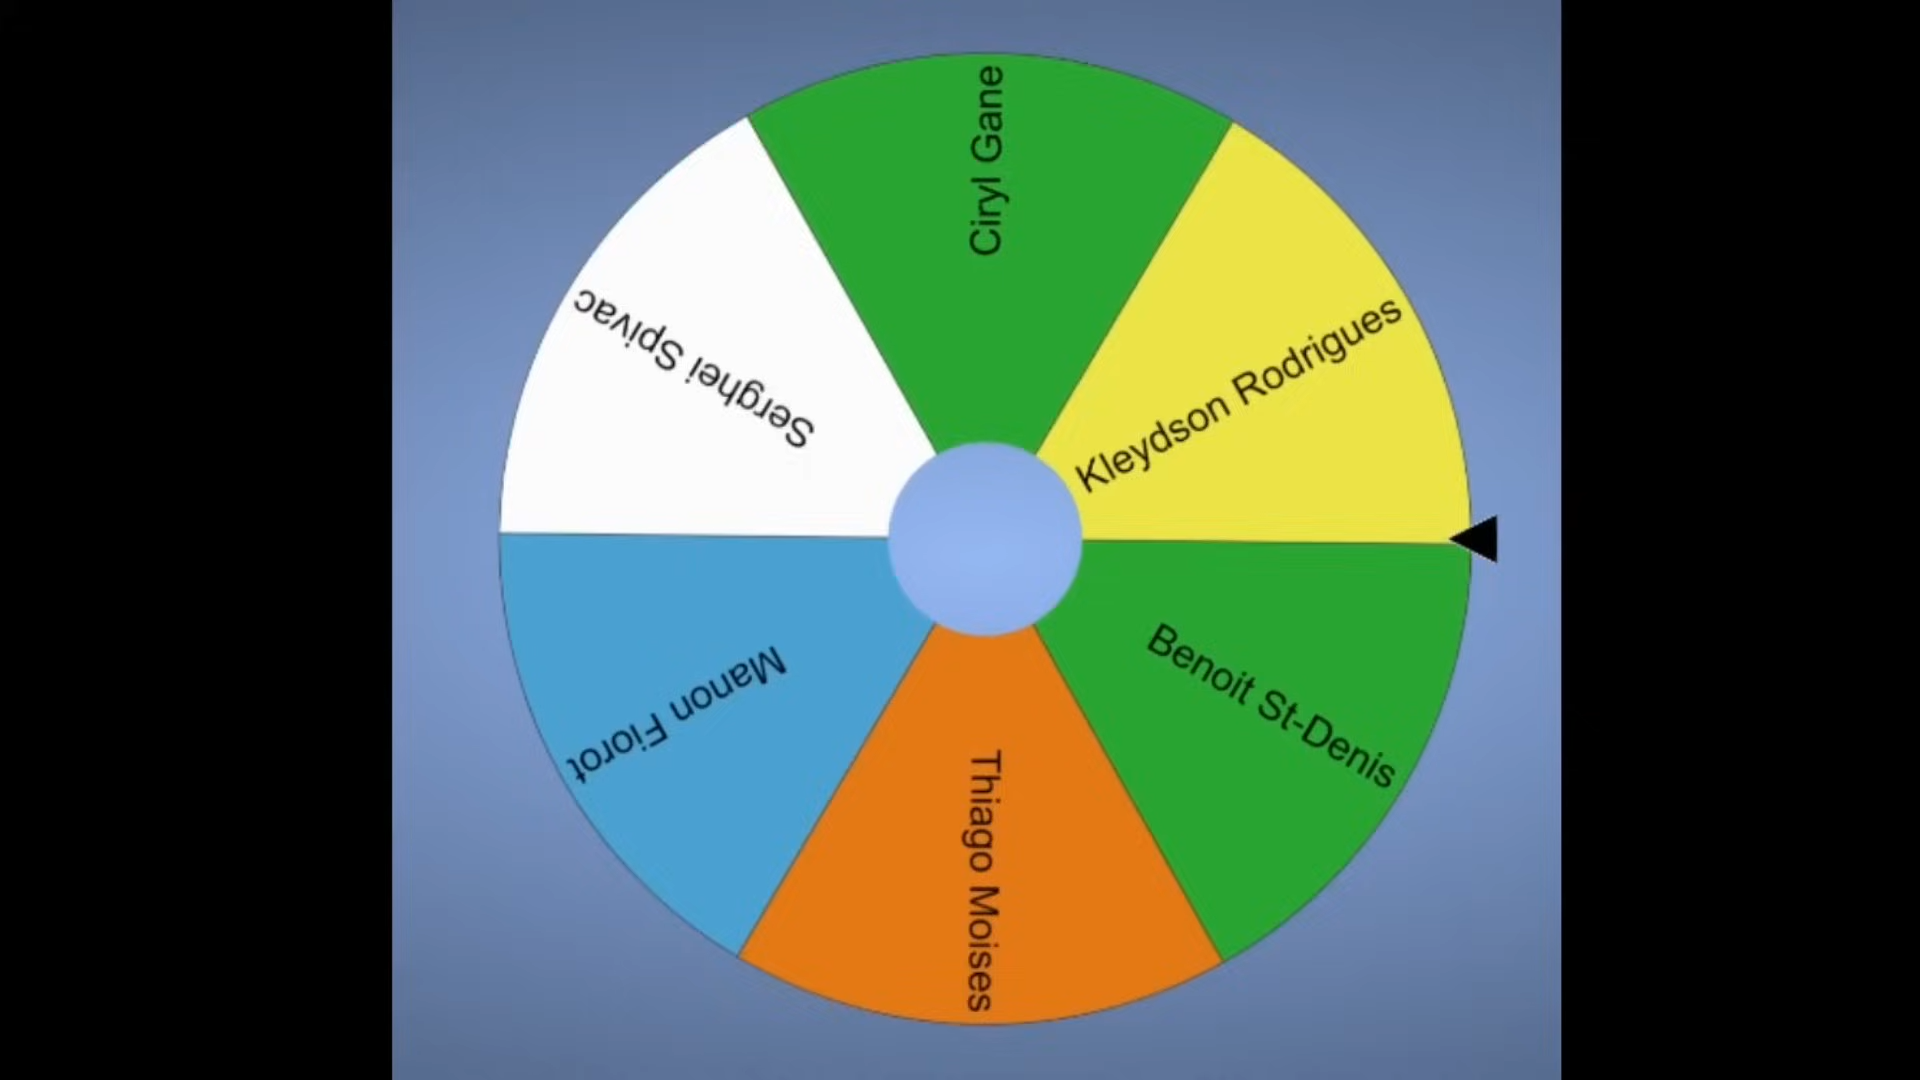 Ciryl Gane
Kleydson Rodrigues
Benoit St-Denis
Thiago Moises
Manon Fiorot
Serghei Spivac